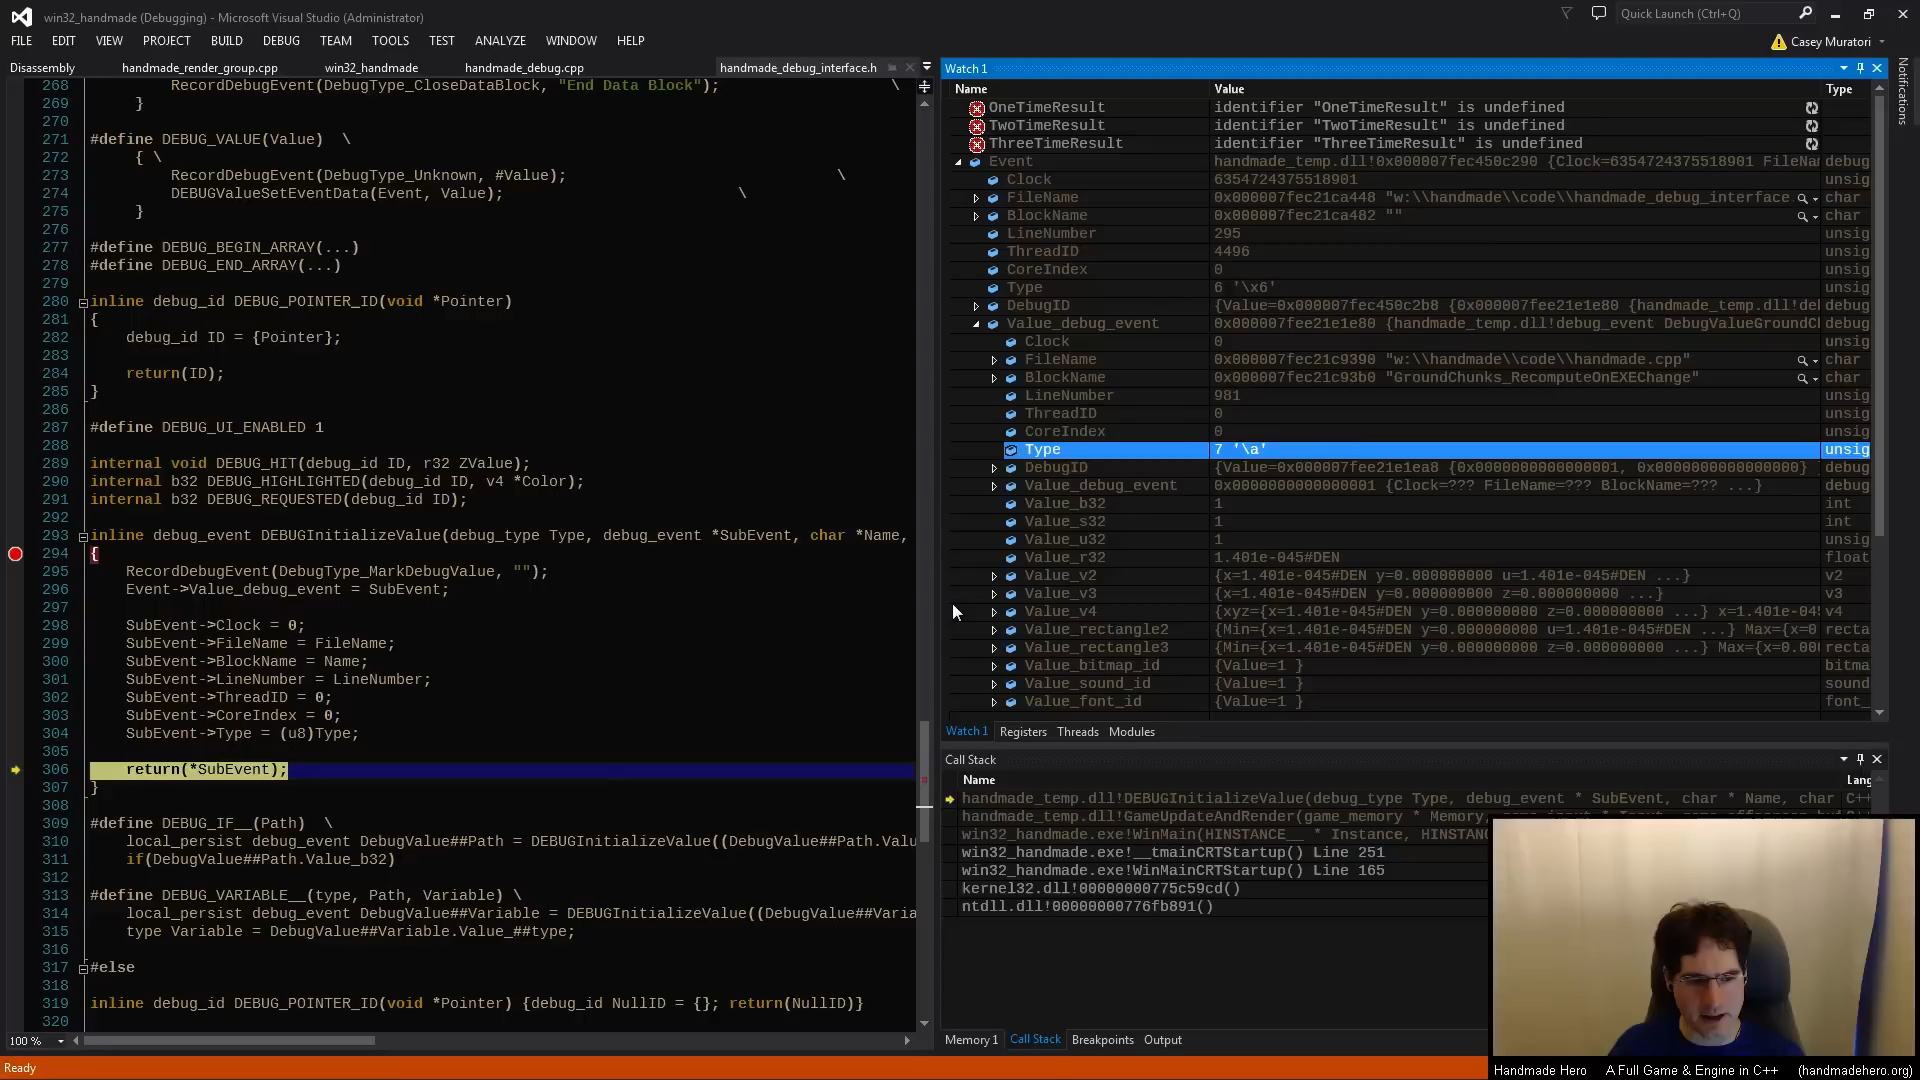 win32_handmade (Debugging) - Microsoft Visual Studio (Administrator)
Quick Launch (Ctrl+Q)
FILE EDIT VIEW PROJECT BUILD DEBUG TEAM TOOLS TEST ANALYZE WINDOW HELP
Casey Muratori
Disassembly handmade_render_group.cpp win32_handmade handmade_debug.cpp handmade_debug_interface.h
268 RecordDebugEvent(DebugType_CloseDataBlock, "End Data Block"); \
269 }
270
271 #define DEBUG_VALUE(Value) \
272 { \
273 RecordDebugEvent(DebugType_Unknown, #Value); \
274 DEBUGValueSetEventData(Event, Value); \
275 }
276
277 #define DEBUG_BEGIN_ARRAY(...)
278 #define DEBUG_END_ARRAY(...)
279
280 inline debug_id DEBUG_POINTER_ID(void *Pointer)
281 {
282 debug_id ID = {Pointer};
283
284 return(ID);
285 }
286
287 #define DEBUG_UI_ENABLED 1
288
289 internal void DEBUG_HIT(debug_id ID, r32 ZValue);
290 internal b32 DEBUG_HIGHLIGHTED(debug_id ID, v4 *Color);
291 internal b32 DEBUG_REQUESTED(debug_id ID);
292
293 inline debug_event DEBUGInitializeValue(debug_type Type, debug_event *SubEvent, char *Name,
294 {
295 RecordDebugEvent(DebugType_MarkDebugValue, "");
296 Event->Value_debug_event = SubEvent;
297
298 SubEvent->Clock = 0;
299 SubEvent->FileName = FileName;
300 SubEvent->BlockName = Name;
301 SubEvent->LineNumber = LineNumber;
302 SubEvent->ThreadID = 0;
303 SubEvent->CoreIndex = 0;
304 SubEvent->Type = (u8)Type;
305
306 return(*SubEvent);
307 }
308
309 #define DEBUG_IF__(Path) \
310 local_persist debug_event DebugValue##Path = DEBUGInitializeValue((DebugValue##Path.Valu
311 if(DebugValue##Path.Value_b32)
312
313 #define DEBUG_VARIABLE__(type, Path, Variable) \
314 local_persist debug_event DebugValue##Variable = DEBUGInitializeValue((DebugValue##Varia
315 type Variable = DebugValue##Variable.Value_##type;
316
317 #else
318
319 inline debug_id DEBUG_POINTER_ID(void *Pointer) {debug_id NullID = {}; return(NullID)}
320
100 %
Ready
Watch 1
Name Value Type
OneTimeResult identifier "OneTimeResult" is undefined
TwoTimeResult identifier "TwoTimeResult" is undefined
ThreeTimeResult identifier "ThreeTimeResult" is undefined
Event handmade_temp.dll!0x000007fec450c290 {Clock=6354724375518901 FileNam debug
Clock 6354724375518901 unsig
FileName 0x000007fec21ca448 "w:\\handmade\\code\\handmade_debug_interface. char
BlockName 0x000007fec21ca482 "" char
LineNumber 295 unsig
ThreadID 4496 unsig
CoreIndex 0 unsig
Type 6 '\x6' unsig
DebugID {Value=0x000007fec450c2b8 {0x000007fee21e1e80 {handmade_temp.dll!del debug
Value_debug_event 0x000007fee21e1e80 {handmade_temp.dll!debug_event DebugValueGroundCl debug
Clock 0 unsig
FileName 0x000007fec21c9390 "w:\\handmade\\code\\handmade.cpp" char
BlockName 0x000007fec21c93b0 "GroundChunks_RecomputeOnEXEChange" char
LineNumber 981 unsig
ThreadID 0 unsig
CoreIndex 0 unsig
Type 7 '\a' unsig
DebugID {Value=0x000007fee21e1ea8 {0x0000000000000001, 0x0000000000000000} debug
Value_debug_event 0x0000000000000001 {Clock=??? FileName=??? BlockName=??? ...} debug
Value_b32 1 int
Value_s32 1 int
Value_u32 1 unsig
Value_r32 1.401e-045#DEN float
Value_v2 {x=1.401e-045#DEN y=0.000000000 u=1.401e-045#DEN ...} v2
Value_v3 {x=1.401e-045#DEN y=0.000000000 z=0.000000000 ...} v3
Value_v4 {xyz={x=1.401e-045#DEN y=0.000000000 z=0.000000000 ...} x=1.401e-045 v4
Value_rectangle2 {Min={x=1.401e-045#DEN y=0.000000000 u=1.401e-045#DEN ...} Max={x=0 recta
Value_rectangle3 {Min={x=1.401e-045#DEN y=0.000000000 z=0.000000000 ...} Max={x=0.00 recta
Value_bitmap_id {Value=1 } bitma
Value_sound_id {Value=1 } sound
Value_font_id {Value=1 } font_
Watch 1 Registers Threads Modules
Call Stack
Name Lang
handmade_temp.dll!DEBUGInitializeValue(debug_type Type, debug_event * SubEvent, char * Name, char C++
handmade_temp.dll!GameUpdateAndRender(game_memory * Memory,
win32_handmade.exe!WinMain(HINSTANCE__ * Instance, HINSTANC
win32_handmade.exe!__tmainCRTStartup() Line 251
win32_handmade.exe!WinMainCRTStartup() Line 165
kernel32.dll!00000000775c59cd()
ntdll.dll!00000000776fb891()
Memory 1 Call Stack Breakpoints Output
Notifications
Handmade Hero A Full Game & Engine in C++ (handmadehero.org)